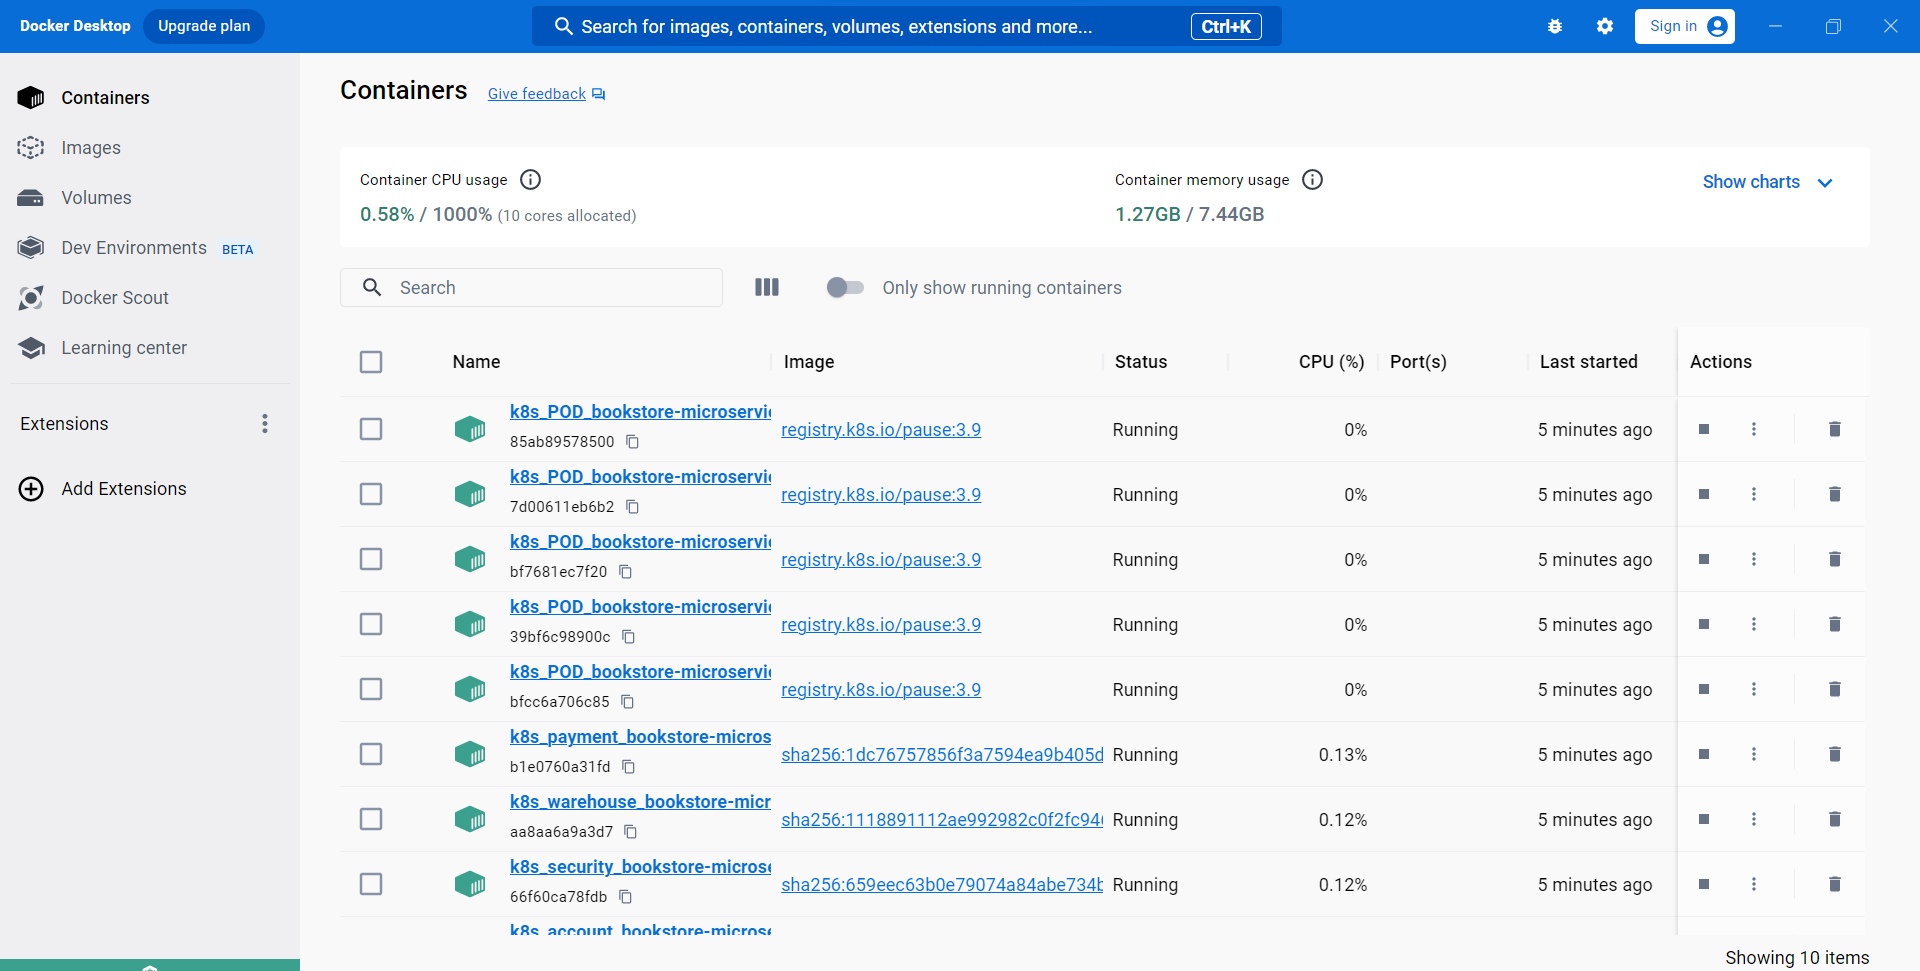 Docker Desktop
Upgrade plan
Search for images, containers, volumes, extensions and more...
Ctrl+K
Sign in
Containers
Images
Volumes
Dev Environments BETA
Docker Scout
Learning center
Extensions
Add Extensions
Containers
Give feedback
Container CPU usage
0.58% / 1000% (10 cores allocated)
Container memory usage
1.27GB / 7.44GB
Show charts
Search
Only show running containers
Name Image Status CPU (%) Port(s) Last started Actions
k8s_POD_bookstore-microservic
85ab89578500
registry.k8s.io/pause:3.9 Running 0% 5 minutes ago
k8s_POD_bookstore-microservic
7d00611eb6b2
registry.k8s.io/pause:3.9 Running 0% 5 minutes ago
k8s_POD_bookstore-microservic
bf7681ec7f20
registry.k8s.io/pause:3.9 Running 0% 5 minutes ago
k8s_POD_bookstore-microservic
39bf6c98900c
registry.k8s.io/pause:3.9 Running 0% 5 minutes ago
k8s_POD_bookstore-microservic
bfcc6a706c85
registry.k8s.io/pause:3.9 Running 0% 5 minutes ago
k8s_payment_bookstore-micros
b1e0760a31fd
sha256:1dc76757856f3a7594ea9b405d Running 0.13% 5 minutes ago
k8s_warehouse_bookstore-micr
aa8aa6a9a3d7
sha256:1118891112ae992982c0f2fc94 Running 0.12% 5 minutes ago
k8s_security_bookstore-microse
66f60ca78fdb
sha256:659eec63b0e79074a84abe734b Running 0.12% 5 minutes ago
k8s_account_bookstore-microse
Showing 10 items